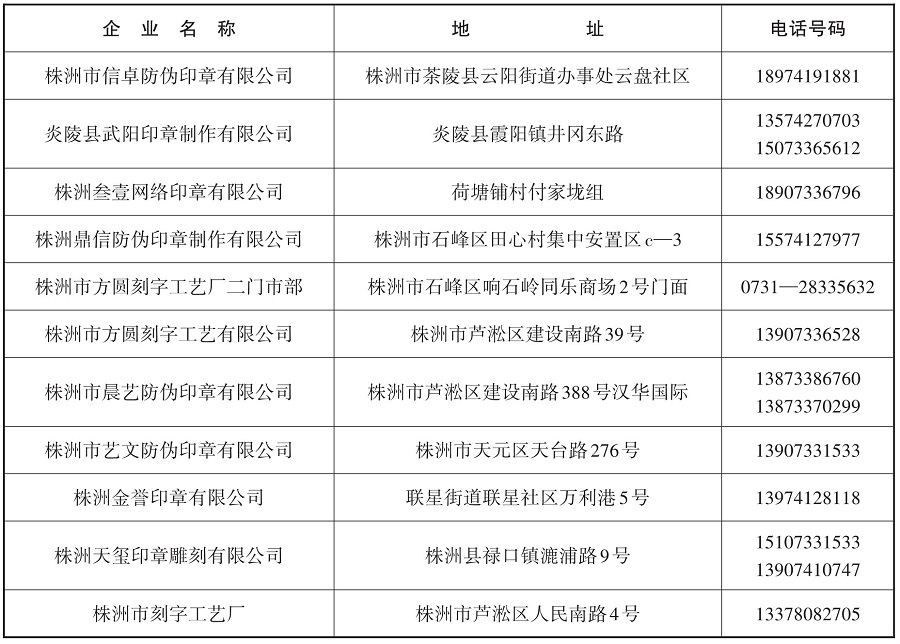 企业名称 地址 电话号码
株洲市信卓防伪印章有限公司 株洲市茶陵县云阳街道办事处云盘社区 18974191881
炎陵县武阳印章制作有限公司 炎陵县霞阳镇井冈东路 13574270703
15073365612
株洲叁壹网络印章有限公司 荷塘铺村付家垅组 18907336796
株洲鼎信防伪印章制作有限公司 株洲市石峰区田心村集中安置区c—3 15574127977
株洲市方圆刻字工艺厂二门市部 株洲市石峰区响石岭同乐商场2号门面 0731—28335632
株洲市方圆刻字工艺有限公司 株洲市芦淞区建设南路39号 13907336528
株洲市晨艺防伪印章有限公司 株洲市芦淞区建设南路388号汉华国际 13873386760
13873370299
株洲市艺文防伪印章有限公司 株洲市天元区天台路276号 13907331533
株洲金誉印章有限公司 联星街道联星社区万利港5号 13974128118
株洲天玺印章雕刻有限公司 株洲县禄口镇漉浦路9号 15107331533
13907410747
株洲市刻字工艺厂 株洲市芦淞区人民南路4号 13378082705